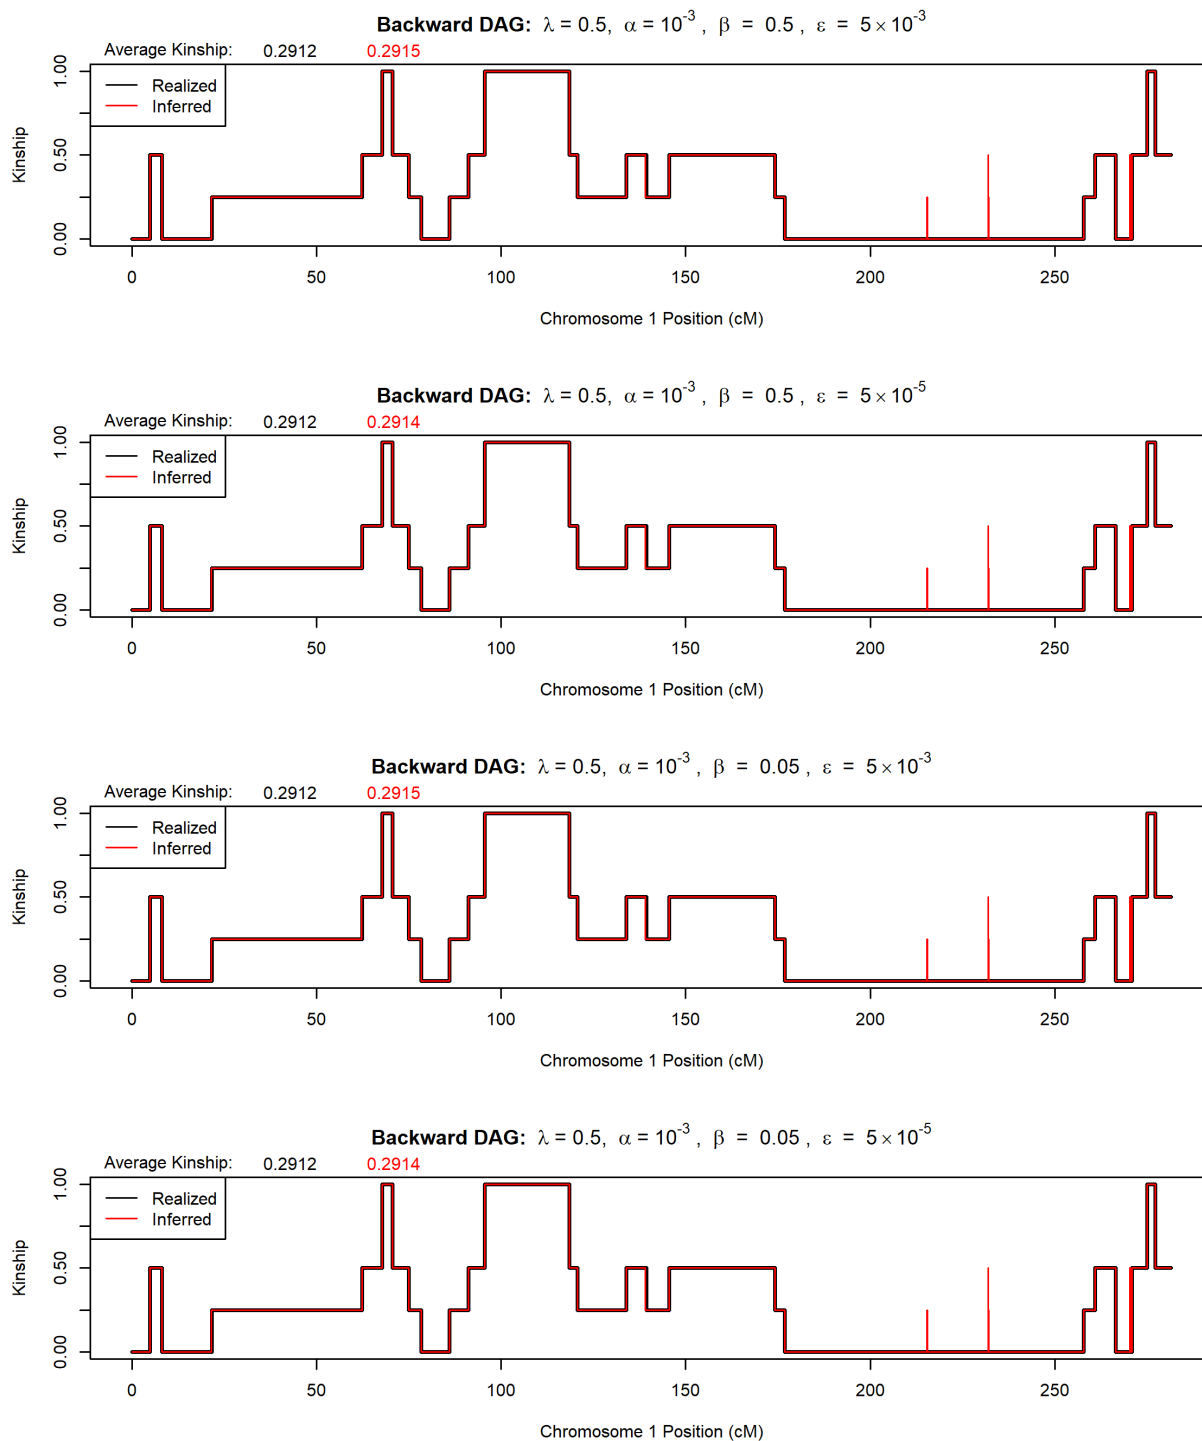 Backward DAG: λ = 0.5, α = 10⁻³ , β = 0.5 , ε = 5 × 10⁻³
Average Kinship: 0.2912 0.2915
Realized
Inferred
Kinship
1.00
0.50
0.00
0 50 100 150 200 250
Chromosome 1 Position (cM)
Backward DAG: λ = 0.5, α = 10⁻³ , β = 0.5 , ε = 5 × 10⁻⁵
Average Kinship: 0.2912 0.2914
Realized
Inferred
Kinship
1.00
0.50
0.00
0 50 100 150 200 250
Chromosome 1 Position (cM)
Backward DAG: λ = 0.5, α = 10⁻³ , β = 0.05 , ε = 5 × 10⁻³
Average Kinship: 0.2912 0.2915
Realized
Inferred
Kinship
1.00
0.50
0.00
0 50 100 150 200 250
Chromosome 1 Position (cM)
Backward DAG: λ = 0.5, α = 10⁻³ , β = 0.05 , ε = 5 × 10⁻⁵
Average Kinship: 0.2912 0.2914
Realized
Inferred
Kinship
1.00
0.50
0.00
0 50 100 150 200 250
Chromosome 1 Position (cM)